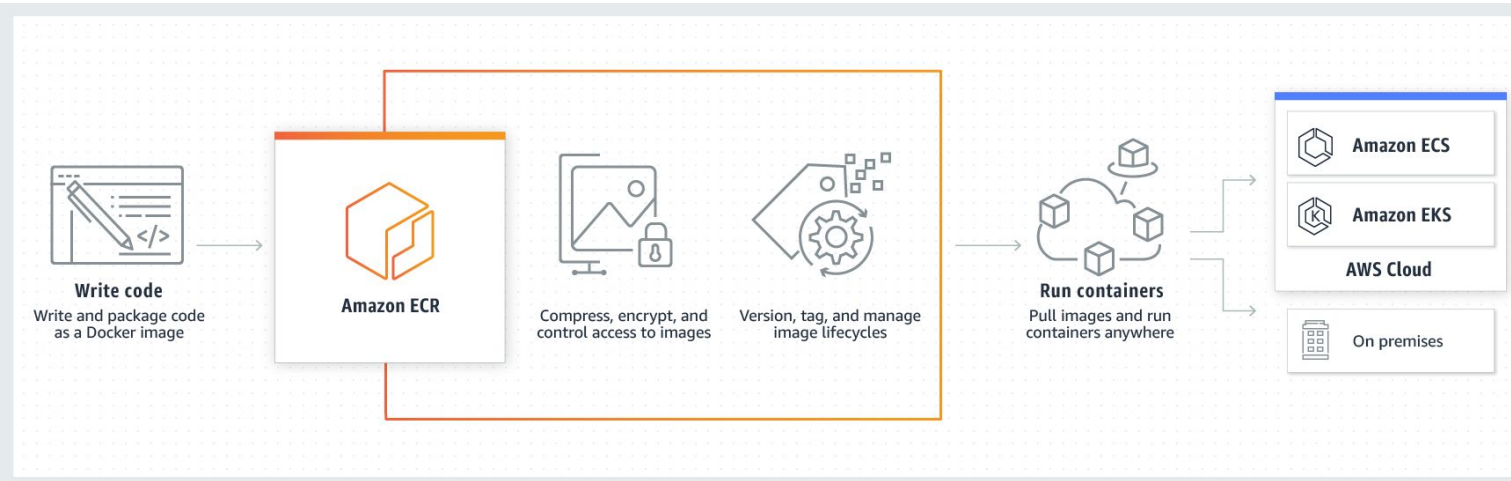 </>
Write code
Write and package code
as a Docker image
Amazon ECR
Compress, encrypt, and
control access to images
Version, tag, and manage
image lifecycles
Run containers
Pull images and run
containers anywhere
Amazon ECS
K
Amazon EKS
AWS Cloud
On premises